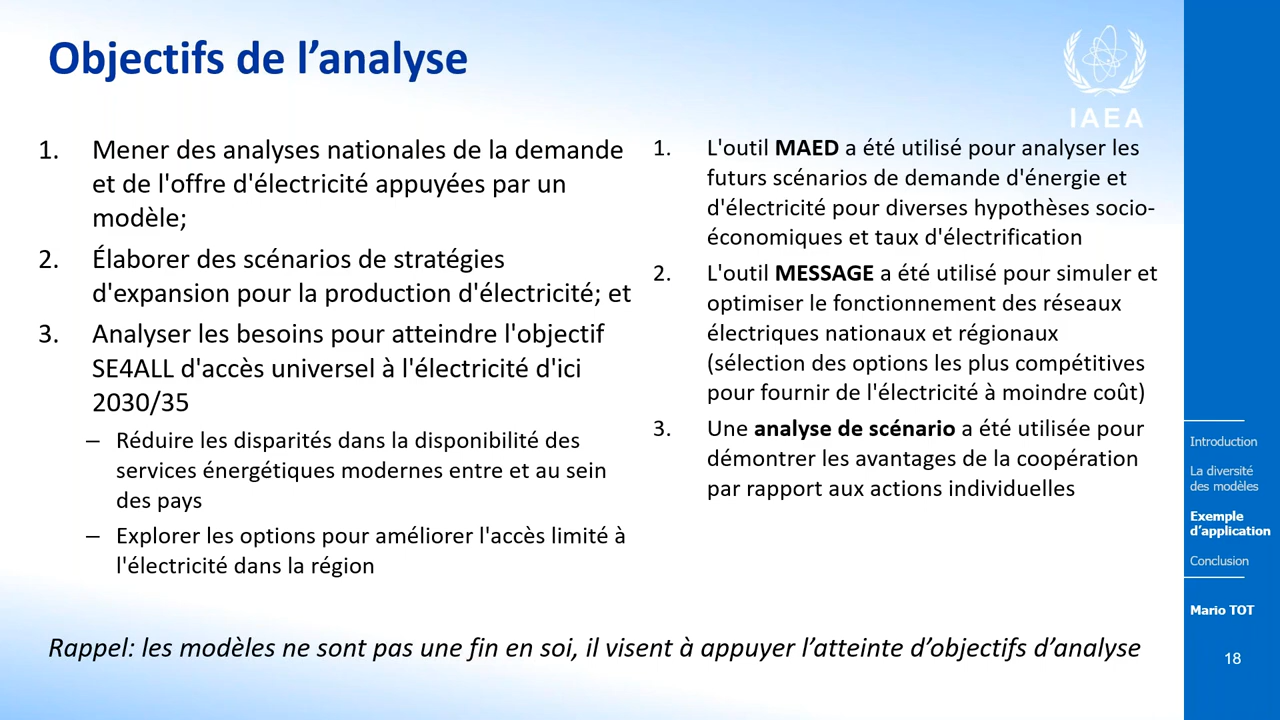 Objectifs de l’analyse
IAEA
1. Mener des analyses nationales de la demande
et de l'offre d'électricité appuyées par un
modèle;
2. Élaborer des scénarios de stratégies
d'expansion pour la production d'électricité; et
3. Analyser les besoins pour atteindre l'objectif
SE4ALL d'accès universel à l'électricité d'ici
2030/35
– Réduire les disparités dans la disponibilité des
services énergétiques modernes entre et au sein
des pays
– Explorer les options pour améliorer l'accès limité à
l'électricité dans la région
1. L'outil MAED a été utilisé pour analyser les
futurs scénarios de demande d'énergie et
d'électricité pour diverses hypothèses socio-
économiques et taux d'électrification
2. L'outil MESSAGE a été utilisé pour simuler et
optimiser le fonctionnement des réseaux
électriques nationaux et régionaux
(sélection des options les plus compétitives
pour fournir de l'électricité à moindre coût)
3. Une analyse de scénario a été utilisée pour
démontrer les avantages de la coopération
par rapport aux actions individuelles
Rappel: les modèles ne sont pas une fin en soi, il visent à appuyer l’atteinte d’objectifs d’analyse
Introduction
La diversité
des modèles
Exemple
d’application
Conclusion
Mario TOT
18